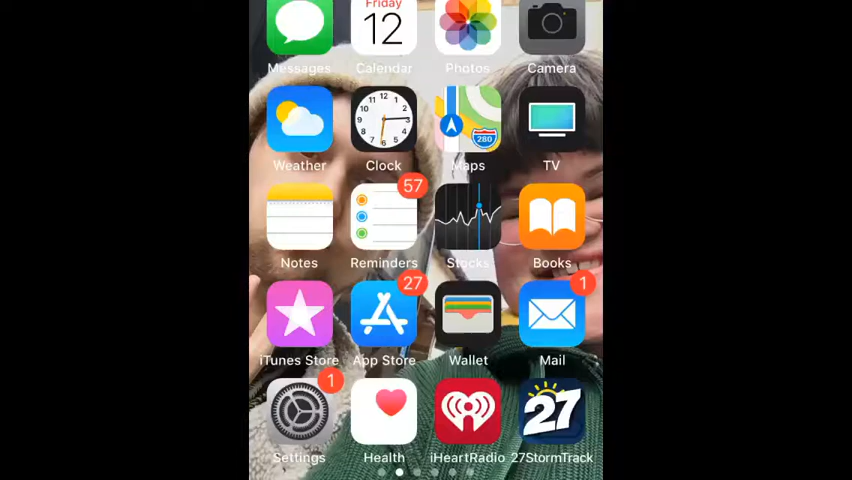 Friday
12
Messages Calendar Photos Camera
280
Weather Clock Maps TV
57
Notes Reminders Stocks Books
27 1
iTunes Store App Store Wallet Mail
1
27
Settings Health iHeartRadio 27StormTrack